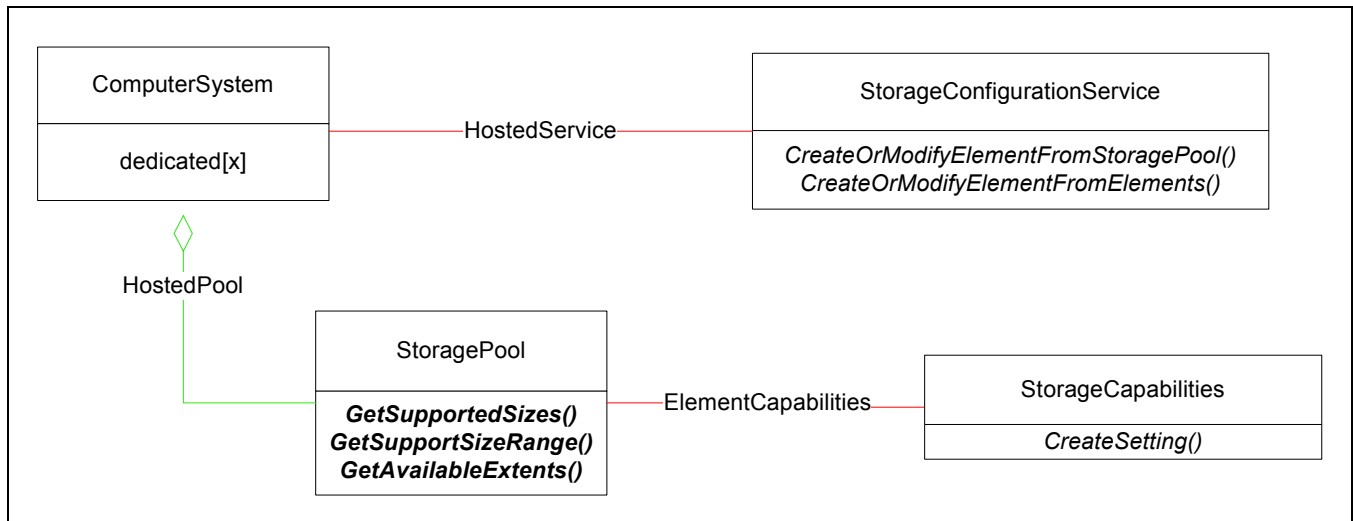 ComputerSystem
dedicated[x]
HostedService
StorageConfigurationService
CreateOrModifyElementFromStoragePool()
CreateOrModifyElementFromElements()
HostedPool
StoragePool
GetSupportedSizes()
GetSupportSizeRange()
GetAvailableExtents()
ElementCapabilities
StorageCapabilities
CreateSetting()